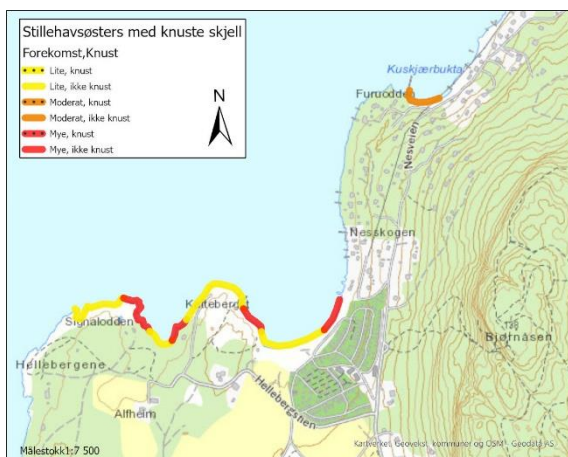 Stillehavsøsters med knuste skjell
Forekomst,Knust
Lite, knust
Lite, ikke knust
Moderat, knust
Moderat, ikke knust
Mye, knust
Mye, ikke knust
N
Kuskjærbukta
Furuodden
Nesveien
Nesskogen
Signalodden
Hellebergene
Bjørnåsen
Hellebergstien
Alfheim
Målestokk1:7 500
Kartverket, Geovekst, kommuner og OSM - Geodata AS